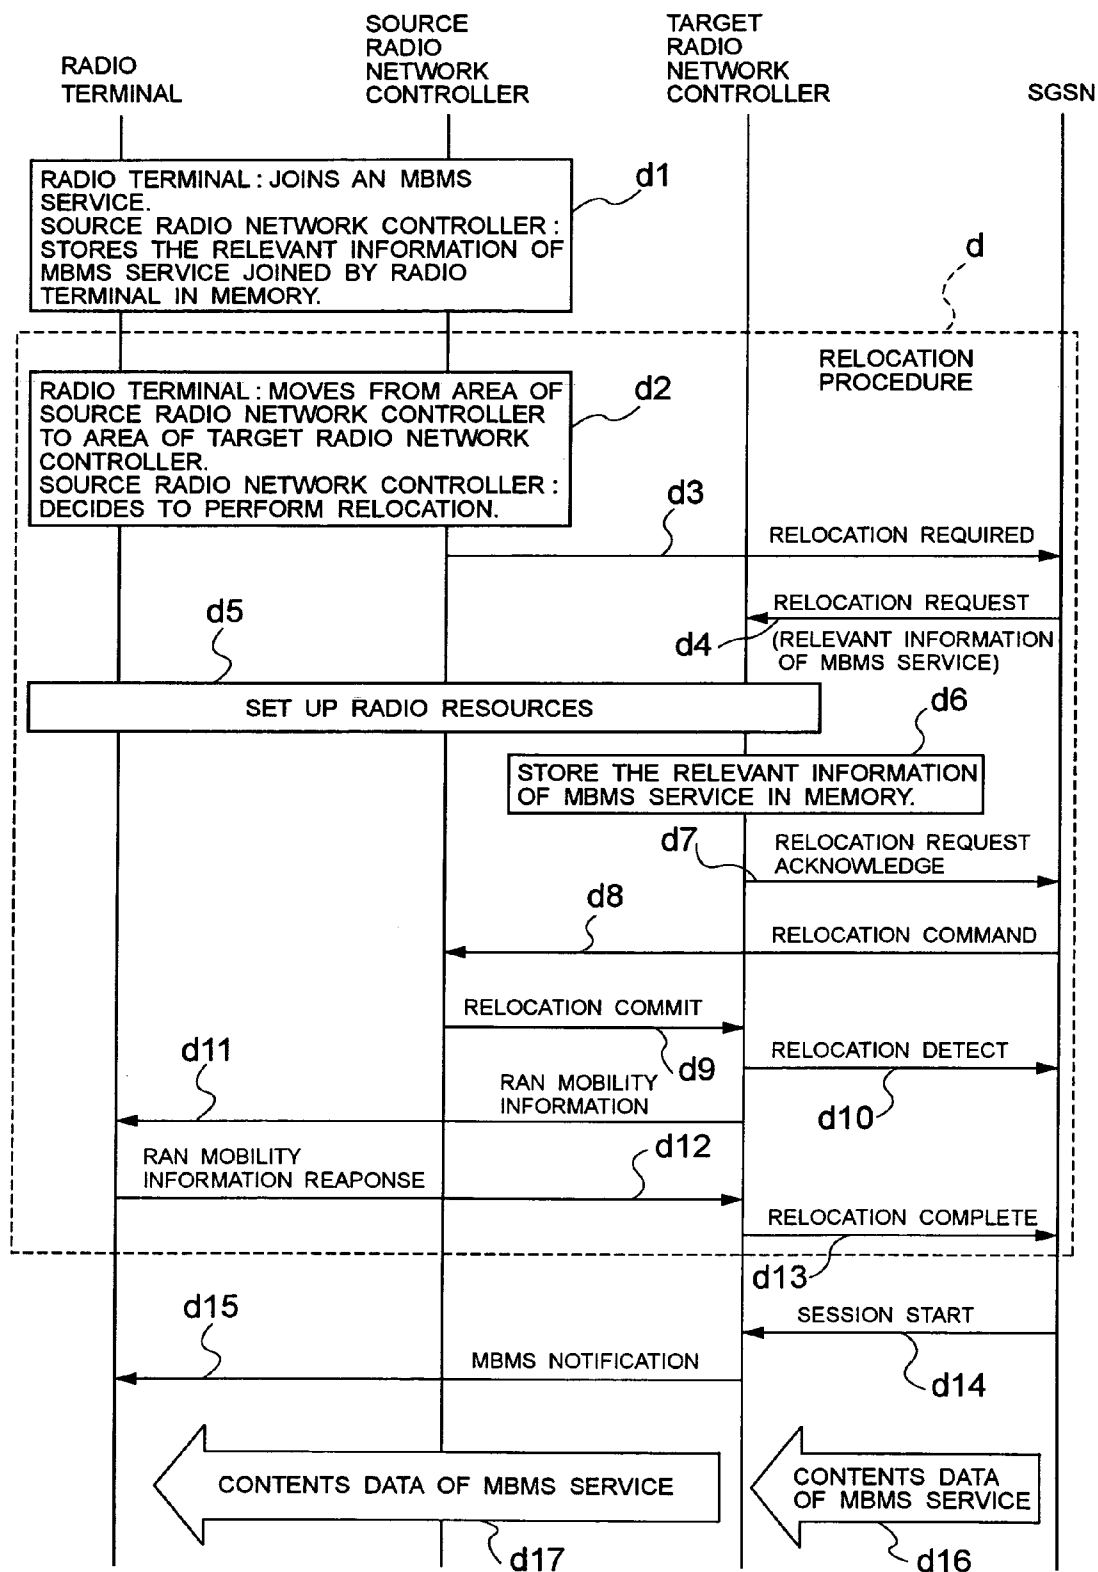 RADIO
TERMINAL
SOURCE
RADIO
NETWORK
CONTROLLER
TARGET
RADIO
NETWORK
CONTROLLER
SGSN
RADIO TERMINAL : JOINS AN MBMS
SERVICE.
SOURCE RADIO NETWORK CONTROLLER :
STORES THE RELEVANT INFORMATION OF
MBMS SERVICE JOINED BY RADIO
TERMINAL IN MEMORY.
d1
d
RELOCATION
PROCEDURE
RADIO TERMINAL : MOVES FROM AREA OF
SOURCE RADIO NETWORK CONTROLLER
TO AREA OF TARGET RADIO NETWORK
CONTROLLER.
SOURCE RADIO NETWORK CONTROLLER :
DECIDES TO PERFORM RELOCATION.
d2
d3
RELOCATION REQUIRED
RELOCATION REQUEST
d4
(RELEVANT INFORMATION
OF MBMS SERVICE)
d5
SET UP RADIO RESOURCES
d6
STORE THE RELEVANT INFORMATION
OF MBMS SERVICE IN MEMORY.
d7
RELOCATION REQUEST
ACKNOWLEDGE
d8
RELOCATION COMMAND
RELOCATION COMMIT
d9
RELOCATION DETECT
d10
d11
RAN MOBILITY
INFORMATION
RAN MOBILITY
INFORMATION REAPONSE
d12
RELOCATION COMPLETE
d13
SESSION START
d14
d15
MBMS NOTIFICATION
CONTENTS DATA OF MBMS SERVICE
d17
CONTENTS DATA
OF MBMS SERVICE
d16